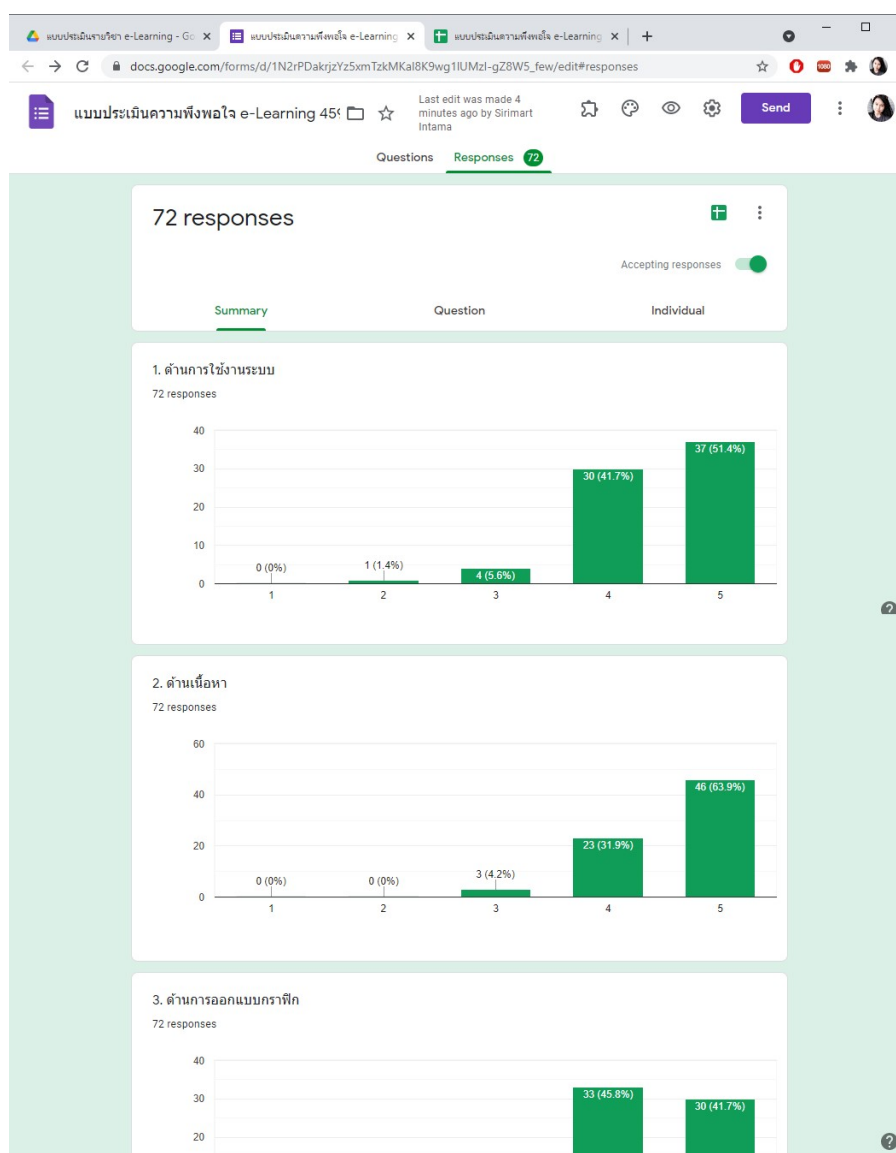 แบบประเมินรายวิชา e-Learning - Go
แบบประเมินความพึงพอใจ e-Learning
แบบประเมินความพึงพอใจ e-Learning
docs.google.com/forms/d/1N2rPDakrjzYz5xmTzkMKal8K9wg1IUMzl-gZ8W5_few/edit#responses
แบบประเมินความพึงพอใจ e-Learning 459
Last edit was made 4
minutes ago by Sirimart
Intama
Send
Questions Responses 72
72 responses
Accepting responses
Summary Question Individual
1. ด้านการใช้งานระบบ
72 responses
40
30
20
10
0
0 (0%) 1 (1.4%) 4 (5.6%) 30 (41.7%) 37 (51.4%)
1 2 3 4 5
2. ด้านเนื้อหา
72 responses
60
40
20
0
0 (0%) 0 (0%) 3 (4.2%) 23 (31.9%) 46 (63.9%)
1 2 3 4 5
3. ด้านการออกแบบกราฟิก
72 responses
40
30
20
33 (45.8%) 30 (41.7%)